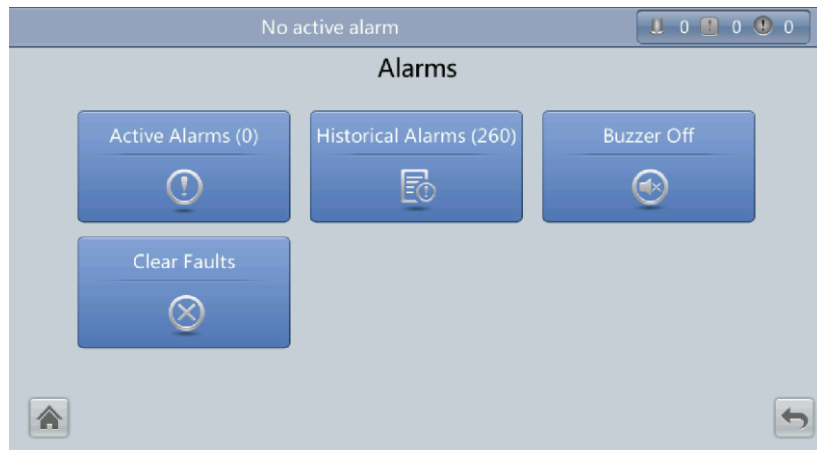 No active alarm
0 0 0
Alarms
Active Alarms (0)
Historical Alarms (260)
Buzzer Off
Clear Faults